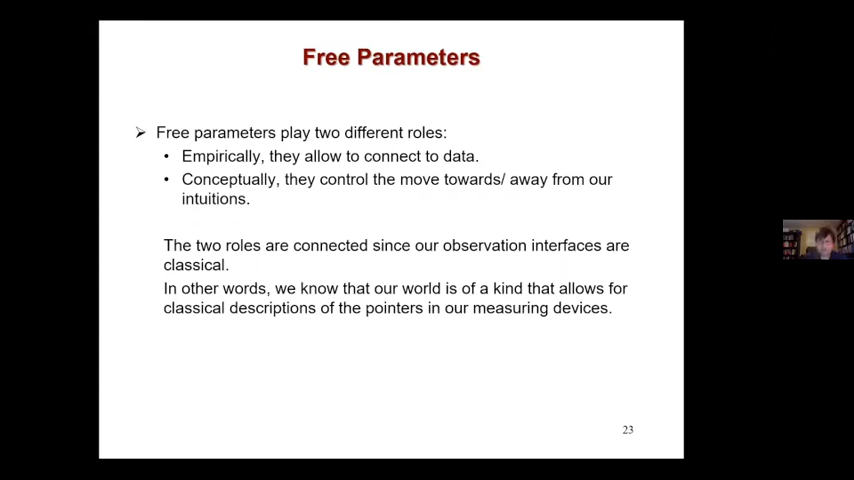 Free Parameters
➢ Free parameters play two different roles:
• Empirically, they allow to connect to data.
• Conceptually, they control the move towards/ away from our
intuitions.
The two roles are connected since our observation interfaces are
classical.
In other words, we know that our world is of a kind that allows for
classical descriptions of the pointers in our measuring devices.
23